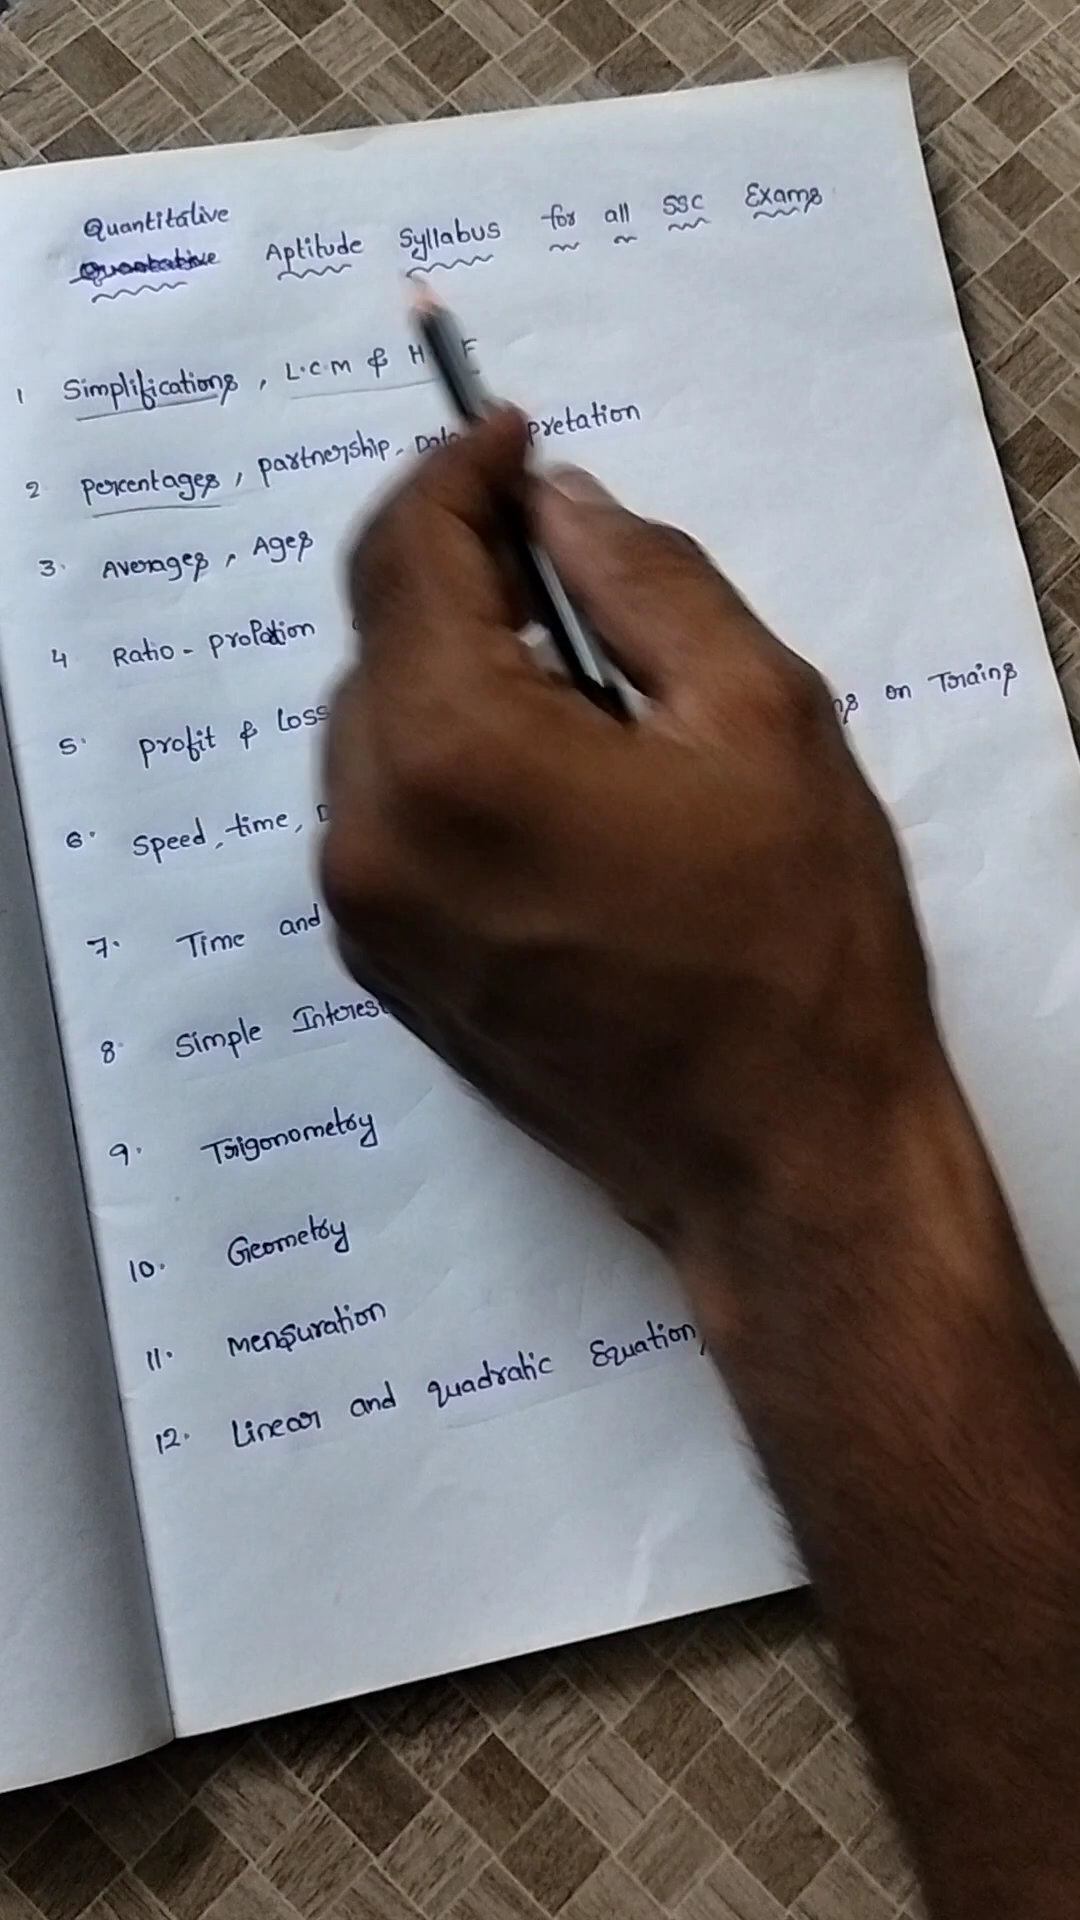 Quantitative
Quantative Aptitude Syllabus for all SSC Exams
1 Simplifications, L.C.M & H F
2 percentages, partnership, Data pretation
3. Averages, Ages
4 Ratio - propotion
5. profit & Loss
6. Speed, time, on Trains
7. Time and
8. Simple Interest
9. Trigonometry
10. Geometry
11. Mensuration
12. Linear and quadratic Equation,